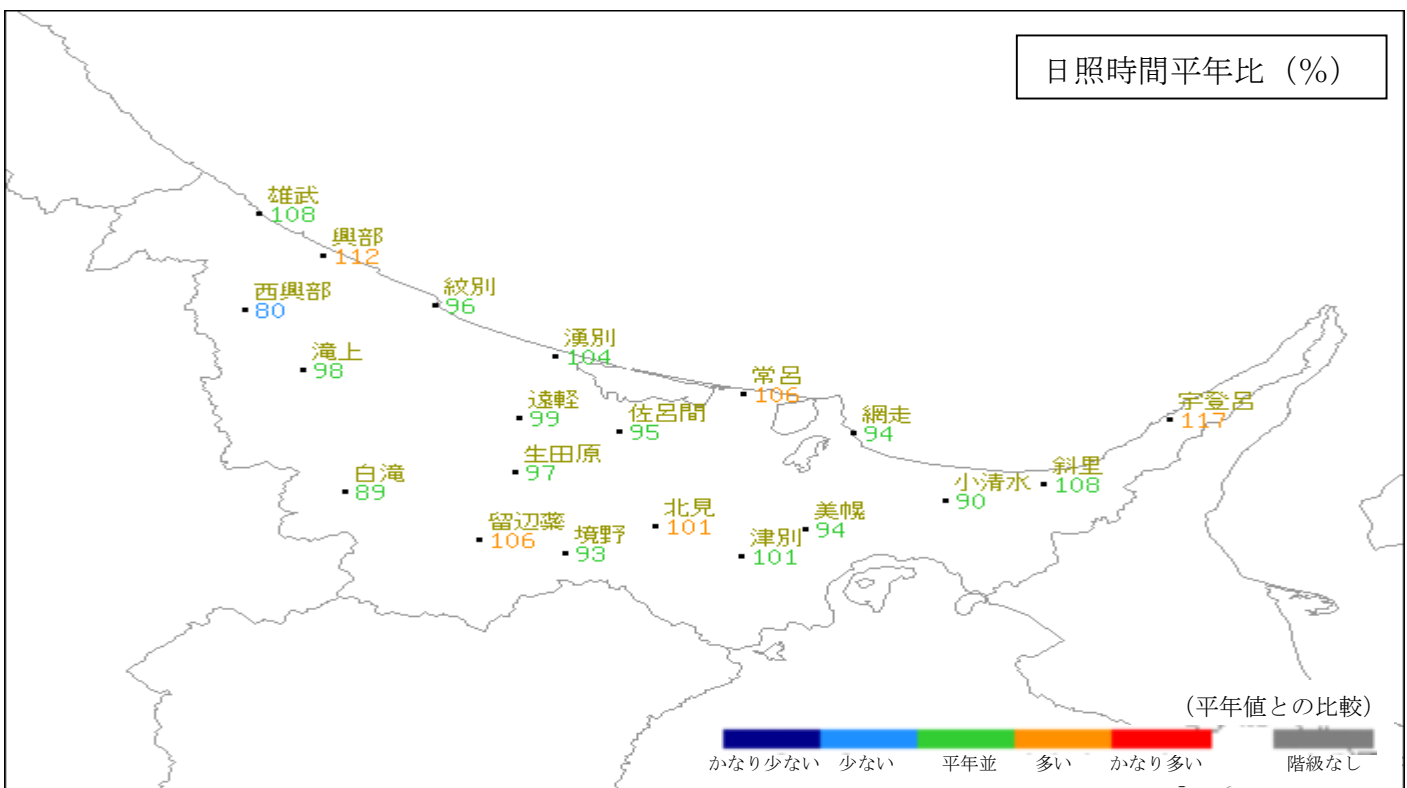 日照時間平年比（％）
雄武
108
興部
112
西興部
80
紋別
96
滝上
98
湧別
104
常呂
106
遠軽
99
佐呂間
95
網走
94
宇登呂
117
生田原
97
白滝
89
斜里
108
小清水
90
留辺蘂
106
境野
93
北見
101
美幌
94
津別
101
（平年値との比較）
かなり少ない 少ない 平年並 多い かなり多い 階級なし